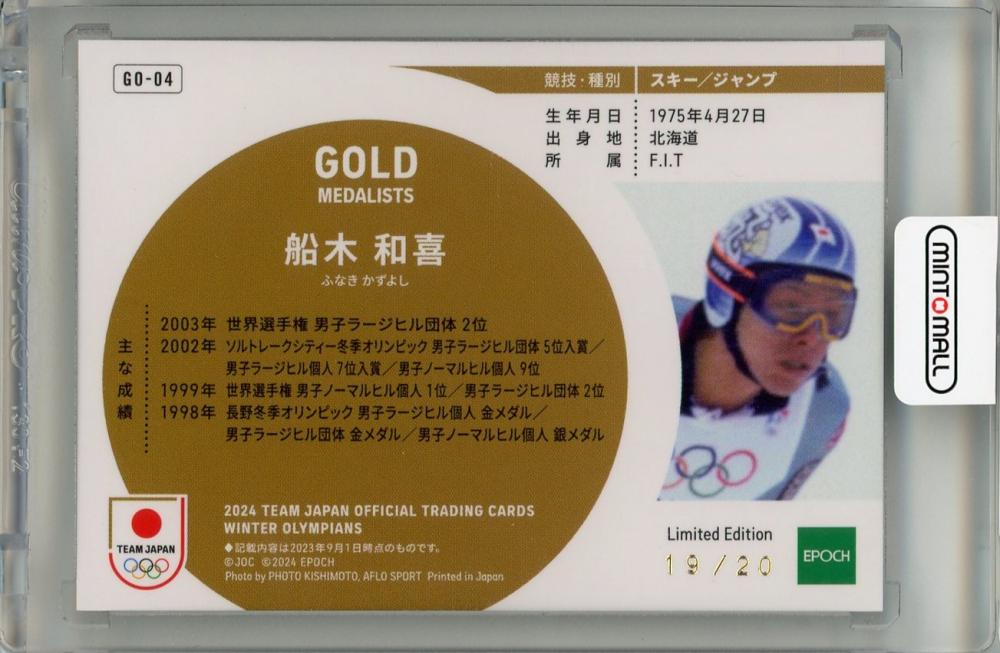 GO-04
競技・種別 スキー／ジャンプ
生年月日 1975年4月27日
出身地 北海道
所属 F.I.T
GOLD
MEDALISTS
船木 和喜
ふなき かずよし
主な成績
2003年 世界選手権 男子ラージヒル団体 2位
2002年 ソルトレークシティー冬季オリンピック 男子ラージヒル団体 5位入賞／
男子ラージヒル個人 7位入賞／男子ノーマルヒル個人 9位
1999年 世界選手権 男子ノーマルヒル個人 1位／男子ラージヒル団体 2位
1998年 長野冬季オリンピック 男子ラージヒル個人 金メダル／
男子ラージヒル団体 金メダル／男子ノーマルヒル個人 銀メダル
TEAM JAPAN
2024 TEAM JAPAN OFFICIAL TRADING CARDS
WINTER OLYMPIANS
◆記載内容は2023年9月1日時点のものです。
©JOC ©2024 EPOCH
Photo by PHOTO KISHIMOTO, AFLO SPORT Printed in Japan
Limited Edition
19/20
EPOCH
MINTOMALL